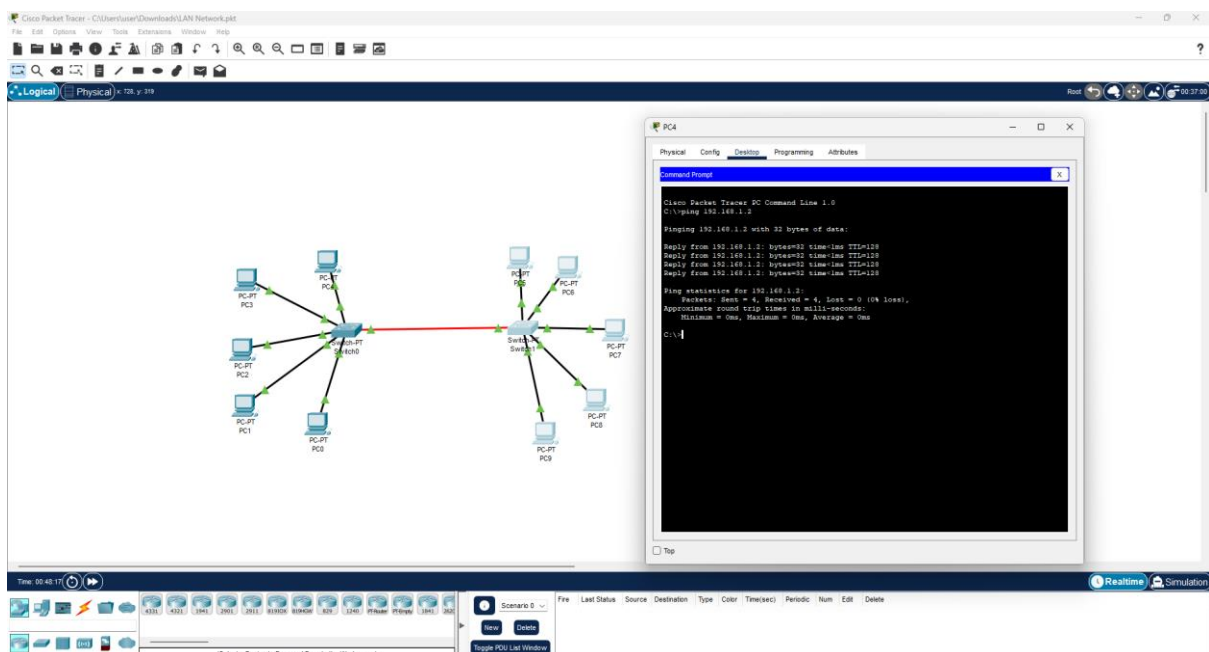 Cisco Packet Tracer - C:\Users\user\Downloads\LAN Network.pkt
File Edit Options View Tools Extensions Window Help
?
Logical Physical x: 728, y: 319
Root 00:37:00
PC4
Physical Config Desktop Programming Attributes
Command Prompt X
Cisco Packet Tracer PC Command Line 1.0
C:\>ping 192.168.1.2
Pinging 192.168.1.2 with 32 bytes of data:
Reply from 192.168.1.2: bytes=32 time<1ms TTL=128
Reply from 192.168.1.2: bytes=32 time<1ms TTL=128
Reply from 192.168.1.2: bytes=32 time<1ms TTL=128
Reply from 192.168.1.2: bytes=32 time<1ms TTL=128
Ping statistics for 192.168.1.2:
Packets: Sent = 4, Received = 4, Lost = 0 (0% loss),
Approximate round trip times in milli-seconds:
Minimum = 0ms, Maximum = 0ms, Average = 0ms
C:\>
Top
PC-PT
PC4
PC-PT
PC3
PC-PT
PC2
PC-PT
PC1
PC-PT
PC0
Switch-PT
Switch0
PC-PT
PC5
PC-PT
PC6
Switch-PT
Switch1
PC-PT
PC7
PC-PT
PC8
PC-PT
PC9
Time: 00:48:17
Realtime Simulation
4331 4321 1941 2901 2911 819IOX 819HGW 829 1240 PT-Router PT-Empty 1841
Scenario 0
New Delete
Toggle PDU List Window
Fire Last Status Source Destination Type Color Time(sec) Periodic Num Edit Delete